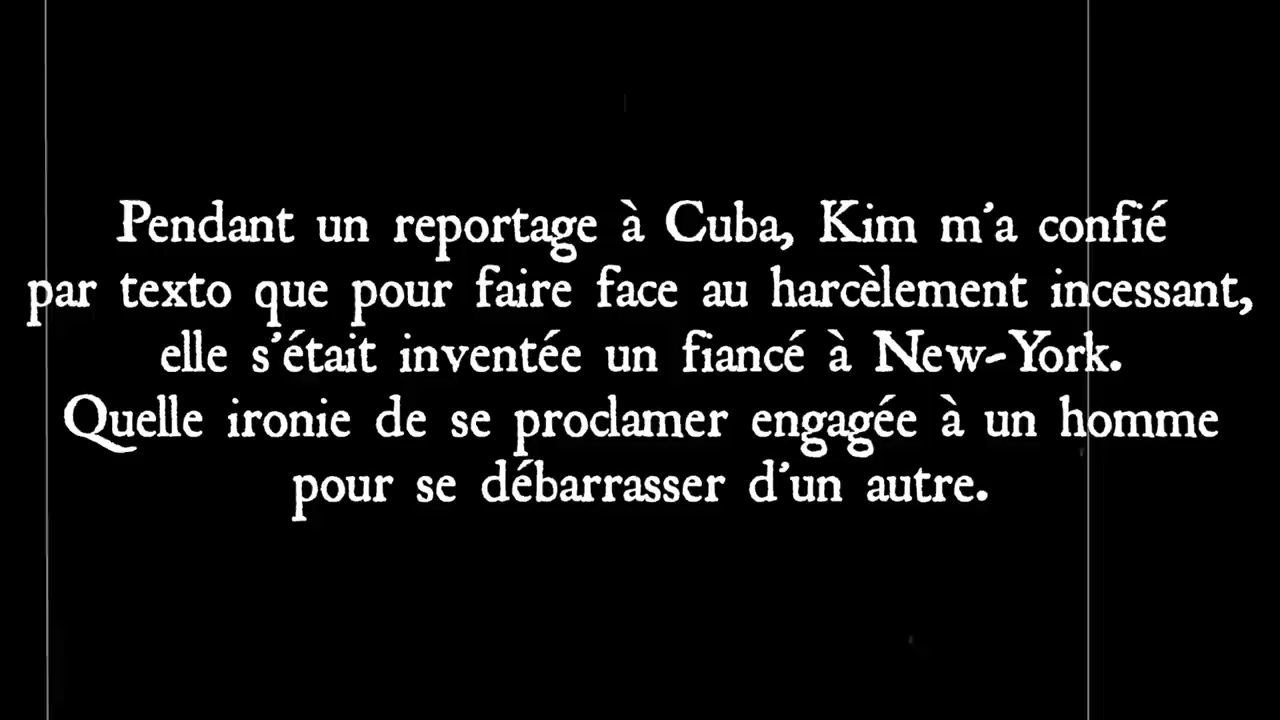 Pendant un reportage à Cuba, Kim m'a confié
par texto que pour faire face au harcèlement incessant,
elle s'était inventée un fiancé à New-York.
Quelle ironie de se proclamer engagée à un homme
pour se débarrasser d'un autre.